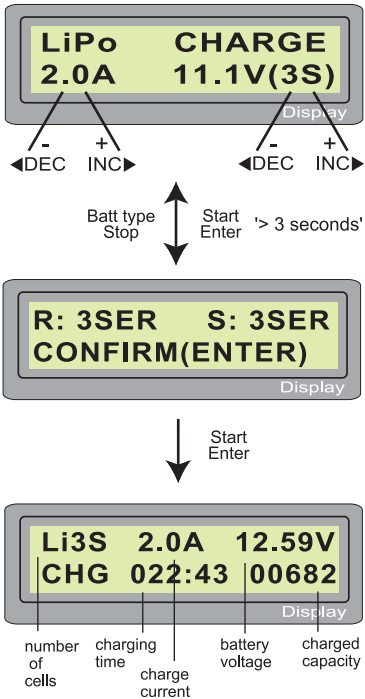 LiPo CHARGE
2.0A 11.1V(3S)
Display
- + - +
◀DEC INC▶ ◀DEC INC▶
Batt type Start
Stop Enter '> 3 seconds'
R: 3SER S: 3SER
CONFIRM(ENTER)
Display
Start
Enter
Li3S 2.0A 12.59V
CHG 022:43 00682
Display
number of cells
charging time
charge current
battery voltage
charged capacity